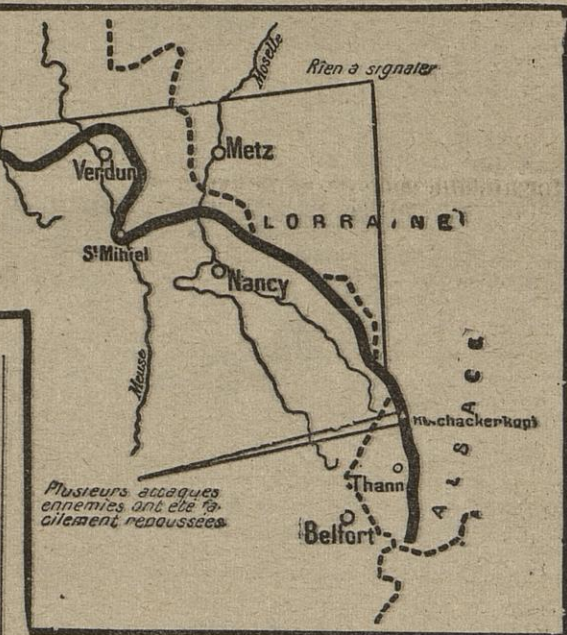 Moselle
Rien à signaler
Metz
Verdun
LORRAINE
St Mihiel
Nancy
Meuse
ALSACE
Thann
Plusieurs attaques
ennemies ont été fa-
cilement repoussées
Belfort